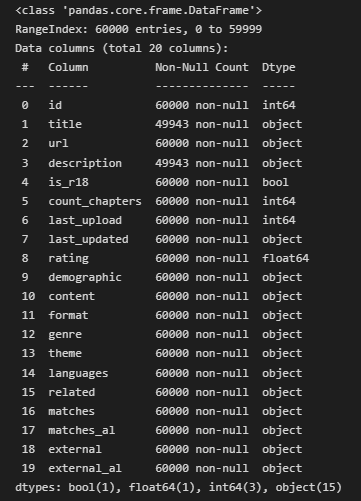 <class 'pandas.core.frame.DataFrame'>
RangeIndex: 60000 entries, 0 to 59999
Data columns (total 20 columns):
 #   Column          Non-Null Count  Dtype
---  ------          --------------  -----
 0   id              60000 non-null  int64
 1   title           49943 non-null  object
 2   url             60000 non-null  object
 3   description     49943 non-null  object
 4   is_r18          60000 non-null  bool
 5   count_chapters  60000 non-null  int64
 6   last_upload     60000 non-null  int64
 7   last_updated    60000 non-null  object
 8   rating          60000 non-null  float64
 9   demographic     60000 non-null  object
 10  content         60000 non-null  object
 11  format          60000 non-null  object
 12  genre           60000 non-null  object
 13  theme           60000 non-null  object
 14  languages       60000 non-null  object
 15  related         60000 non-null  object
 16  matches         60000 non-null  object
 17  matches_al      60000 non-null  object
 18  external        60000 non-null  object
 19  external_al     60000 non-null  object
dtypes: bool(1), float64(1), int64(3), object(15)